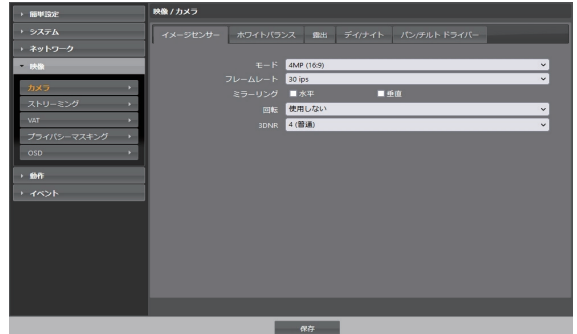 簡単設定
システム
ネットワーク
映像
カメラ
ストリーミング
VAT
プライバシーマスキング
OSD
動作
イベント
映像 / カメラ
イメージセンサー ホワイトバランス 露出 デイ/ナイト パン/チルト ドライバー
モード 4MP (16:9)
フレームレート 30 ips
ミラーリング 水平 垂直
回転 使用しない
3DNR 4 (普通)
保存